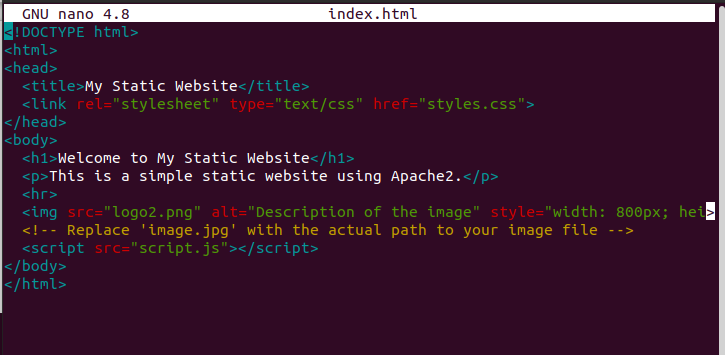 GNU nano 4.8 index.html
<!DOCTYPE html>
<html>
<head>
  <title>My Static Website</title>
  <link rel="stylesheet" type="text/css" href="styles.css">
</head>
<body>
  <h1>Welcome to My Static Website</h1>
  <p>This is a simple static website using Apache2.</p>
  <hr>
  <img src="logo2.png" alt="Description of the image" style="width: 800px; hei>
  <!-- Replace 'image.jpg' with the actual path to your image file -->
  <script src="script.js"></script>
</body>
</html>